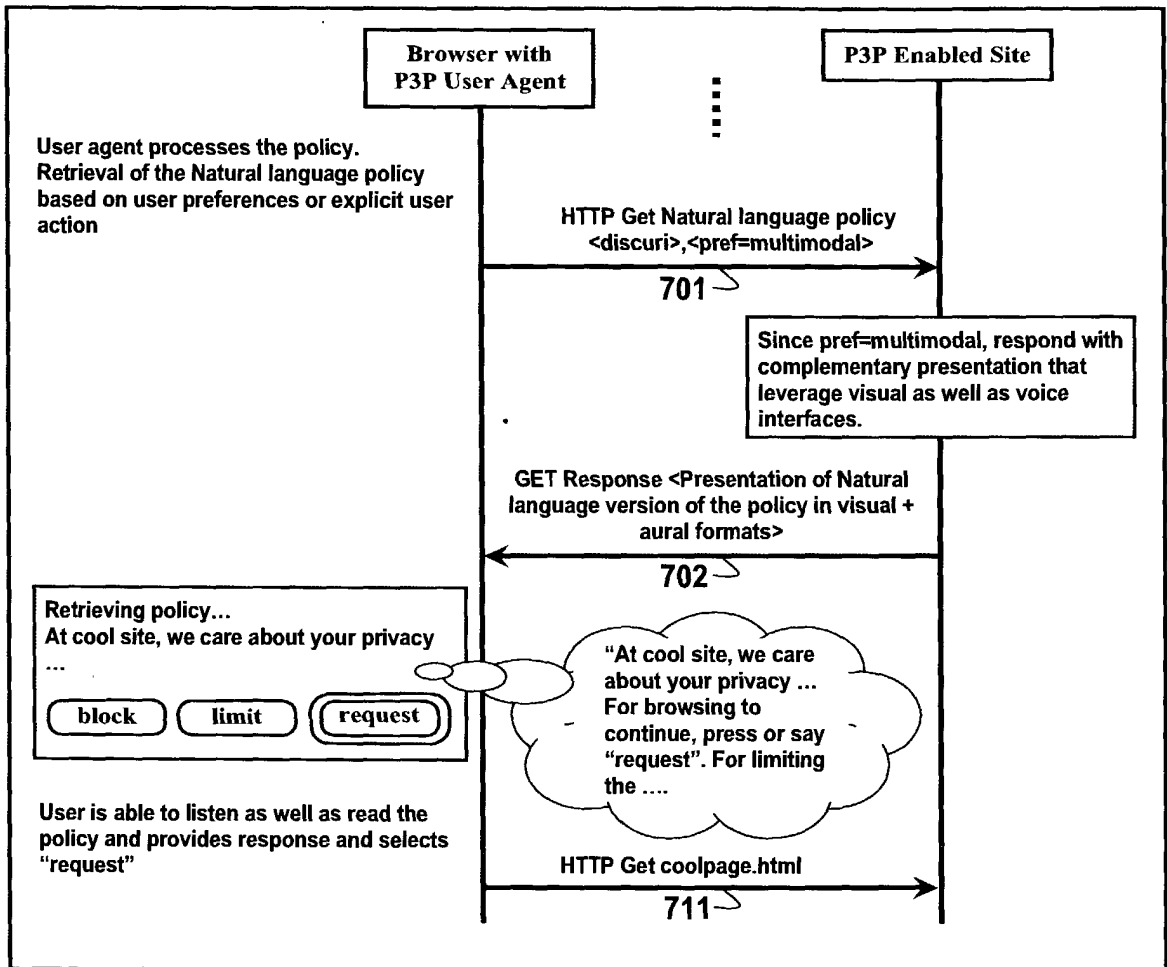 Browser with
P3P User Agent
P3P Enabled Site
User agent processes the policy.
Retrieval of the Natural language policy
based on user preferences or explicit user
action
HTTP Get Natural language policy
<discuri>,<pref=multimodal>
701
Since pref=multimodal, respond with
complementary presentation that
leverage visual as well as voice
interfaces.
GET Response <Presentation of Natural
language version of the policy in visual +
aural formats>
702
Retrieving policy...
At cool site, we care about your privacy
...
block
limit
request
“At cool site, we care
about your privacy ...
For browsing to
continue, press or say
“request”. For limiting
the ....
User is able to listen as well as read the
policy and provides response and selects
“request”
HTTP Get coolpage.html
711